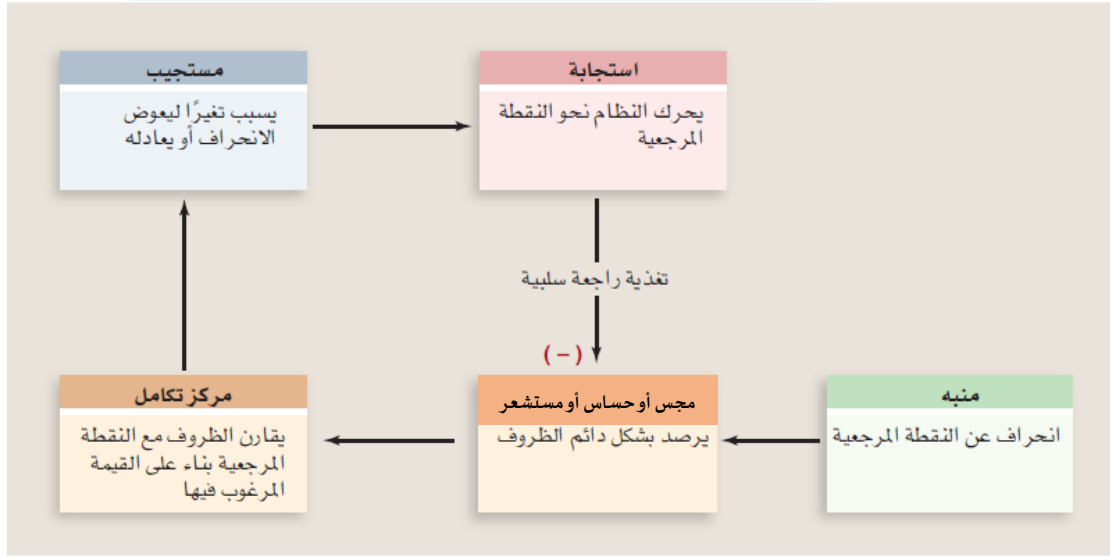 مستجيب
يسبب تغيرًا ليعوض
الانحراف أو يعادله
استجابة
يحرك النظام نحو النقطة
المرجعية
تغذية راجعة سلبية
(-)
منبه
انحراف عن النقطة المرجعية
مجس أو حساس أو مستشعر
يرصد بشكل دائم الظروف
مركز تكامل
يقارن الظروف مع النقطة
المرجعية بناء على القيمة
المرغوب فيها